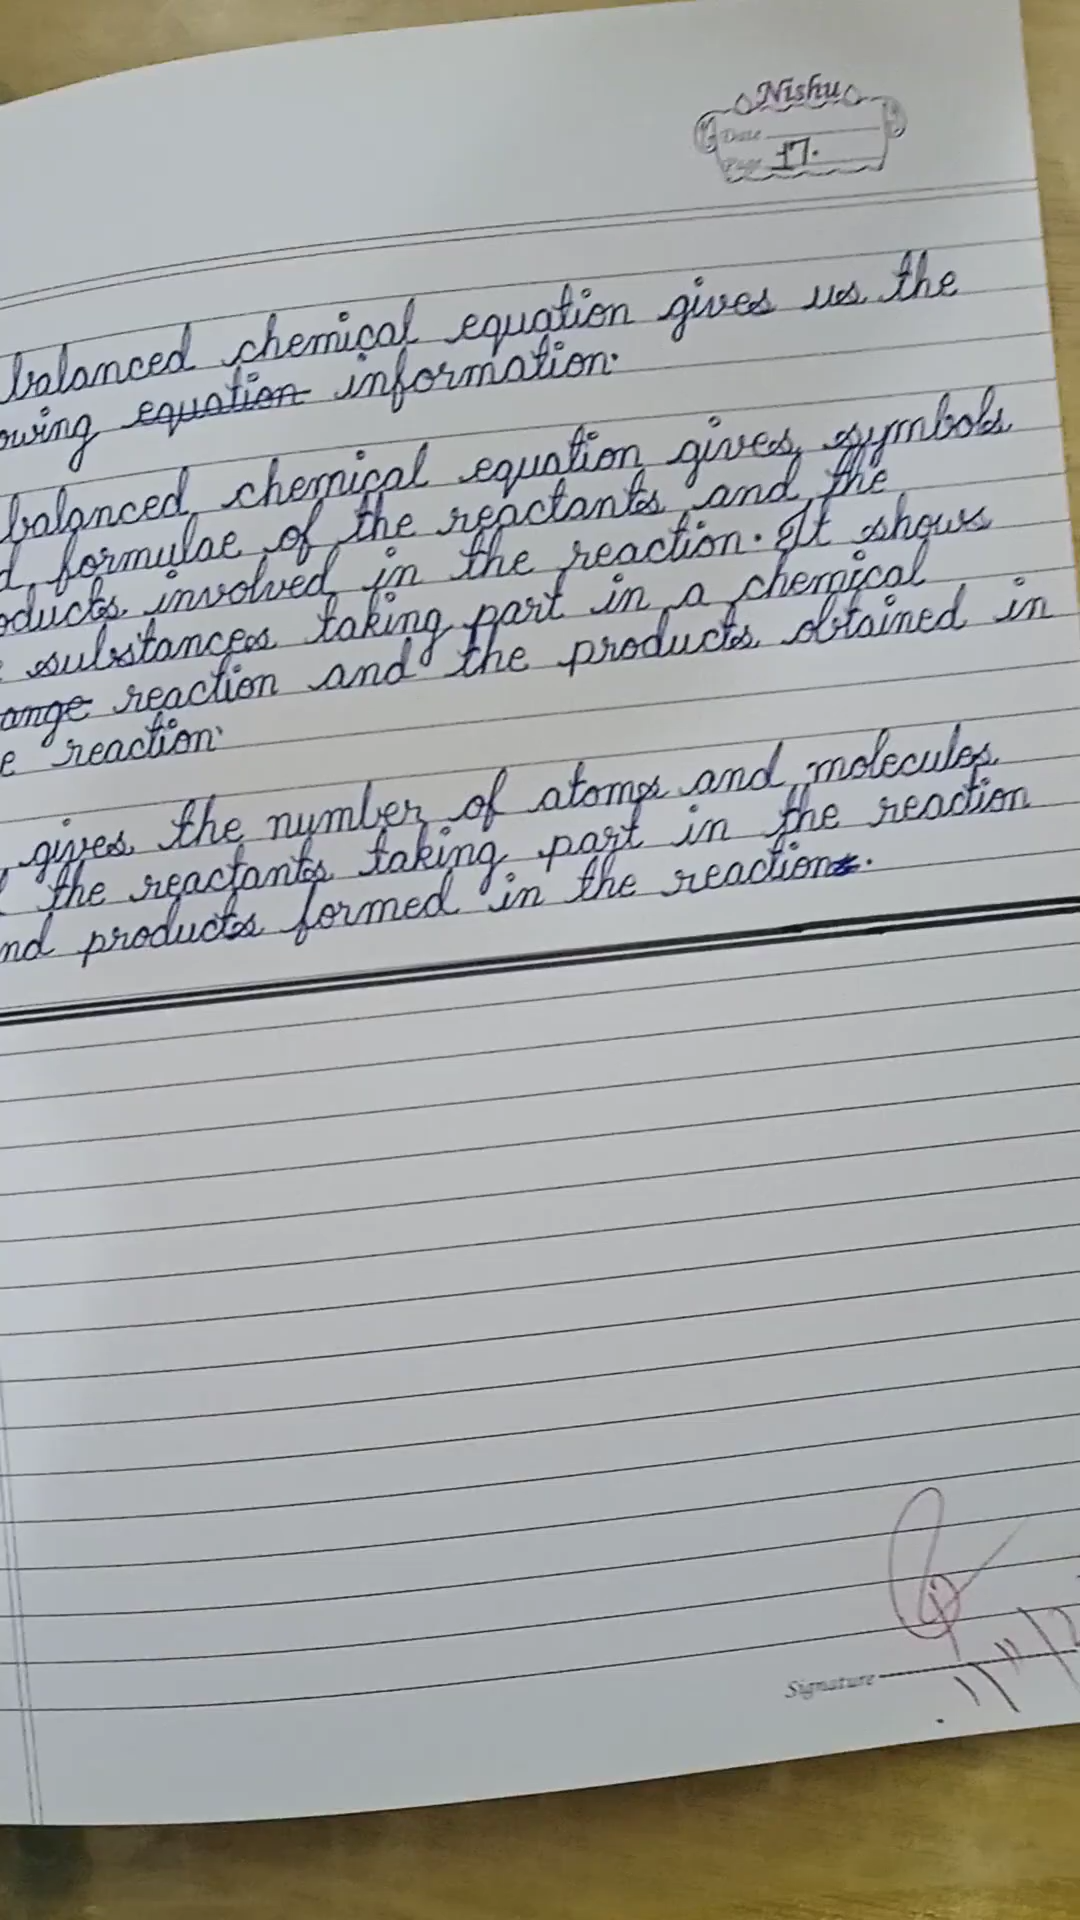 Nishu
Date
Page 17.
balanced chemical equation gives us the
owing equation information.
balanced chemical equation gives symbols
d formulae of the reactants and the
oducts involved in the reaction. It shows
substances taking part in a chemical
ange reaction and the products obtained in
e reaction.
gives the number of atoms and molecules
the reactants taking part in the reaction
nd products formed in the reaction.
Signature